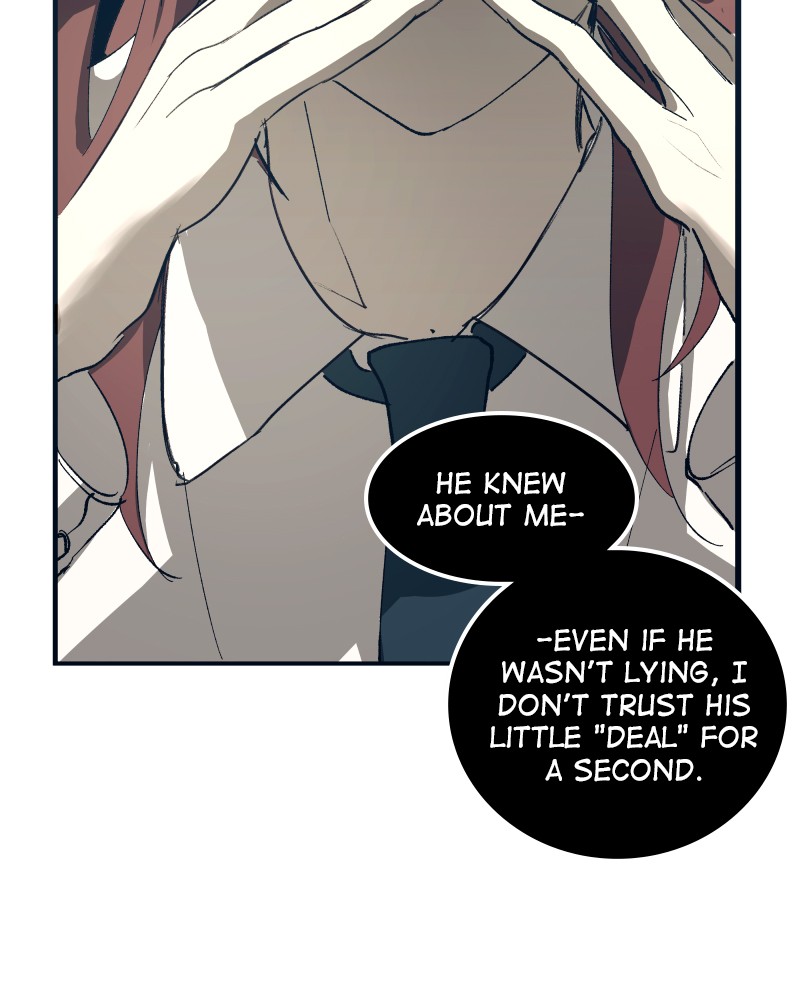 HE KNEW
ABOUT ME-
-EVEN IF HE
WASN'T LYING, I
DON'T TRUST HIS
LITTLE "DEAL" FOR
A SECOND.